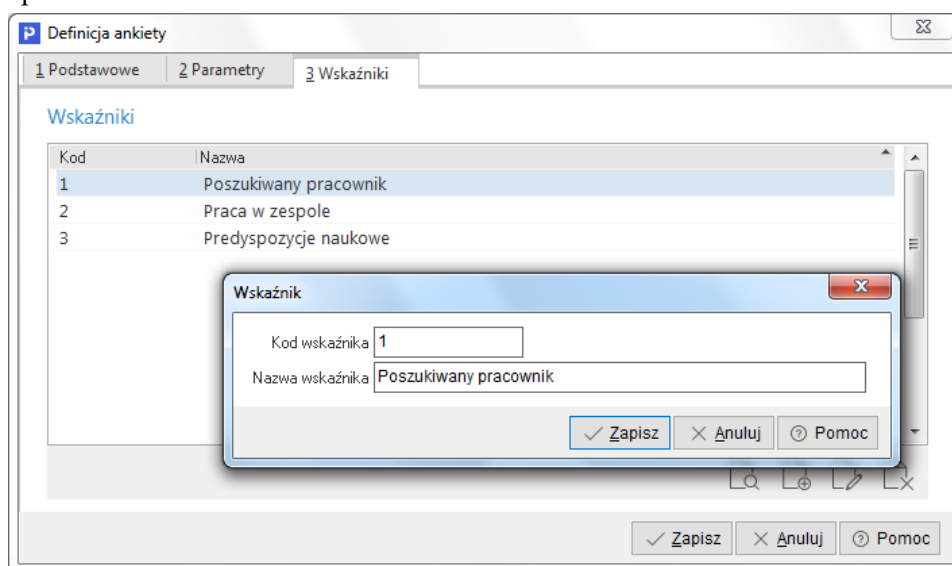 Definicja ankiety
1 Podstawowe 2 Parametry 3 Wskaźniki
Wskaźniki
Kod Nazwa
1 Poszukiwany pracownik
2 Praca w zespole
3 Predyspozycje naukowe
Wskaźnik
Kod wskaźnika 1
Nazwa wskaźnika Poszukiwany pracownik
Zapisz Anuluj Pomoc
Zapisz Anuluj Pomoc